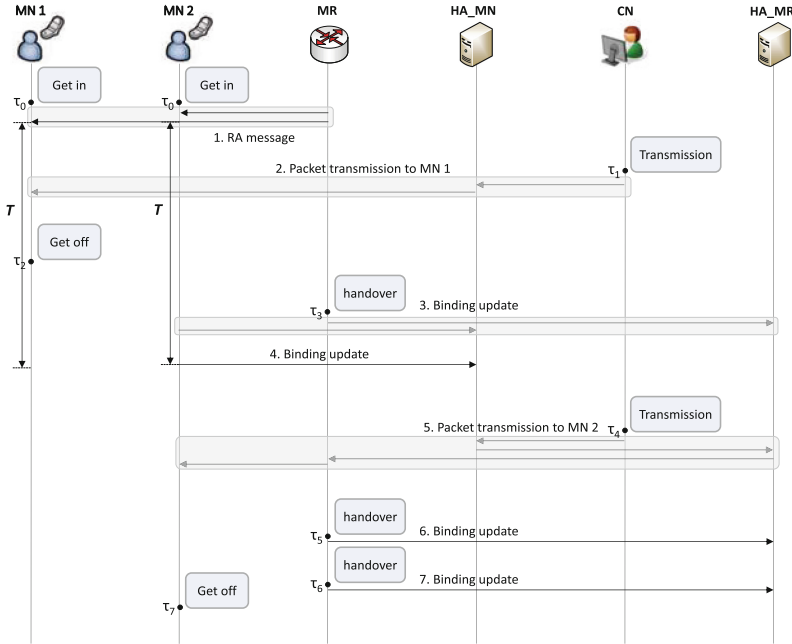 MN 1
MN 2
MR
HA_MN
CN
HA_MR
Get in
Get in
τ0
τ0
1. RA message
Transmission
τ1
2. Packet transmission to MN 1
T
T
Get off
τ2
handover
τ3
3. Binding update
4. Binding update
Transmission
τ4
5. Packet transmission to MN 2
handover
τ5
6. Binding update
handover
τ6
7. Binding update
Get off
τ7